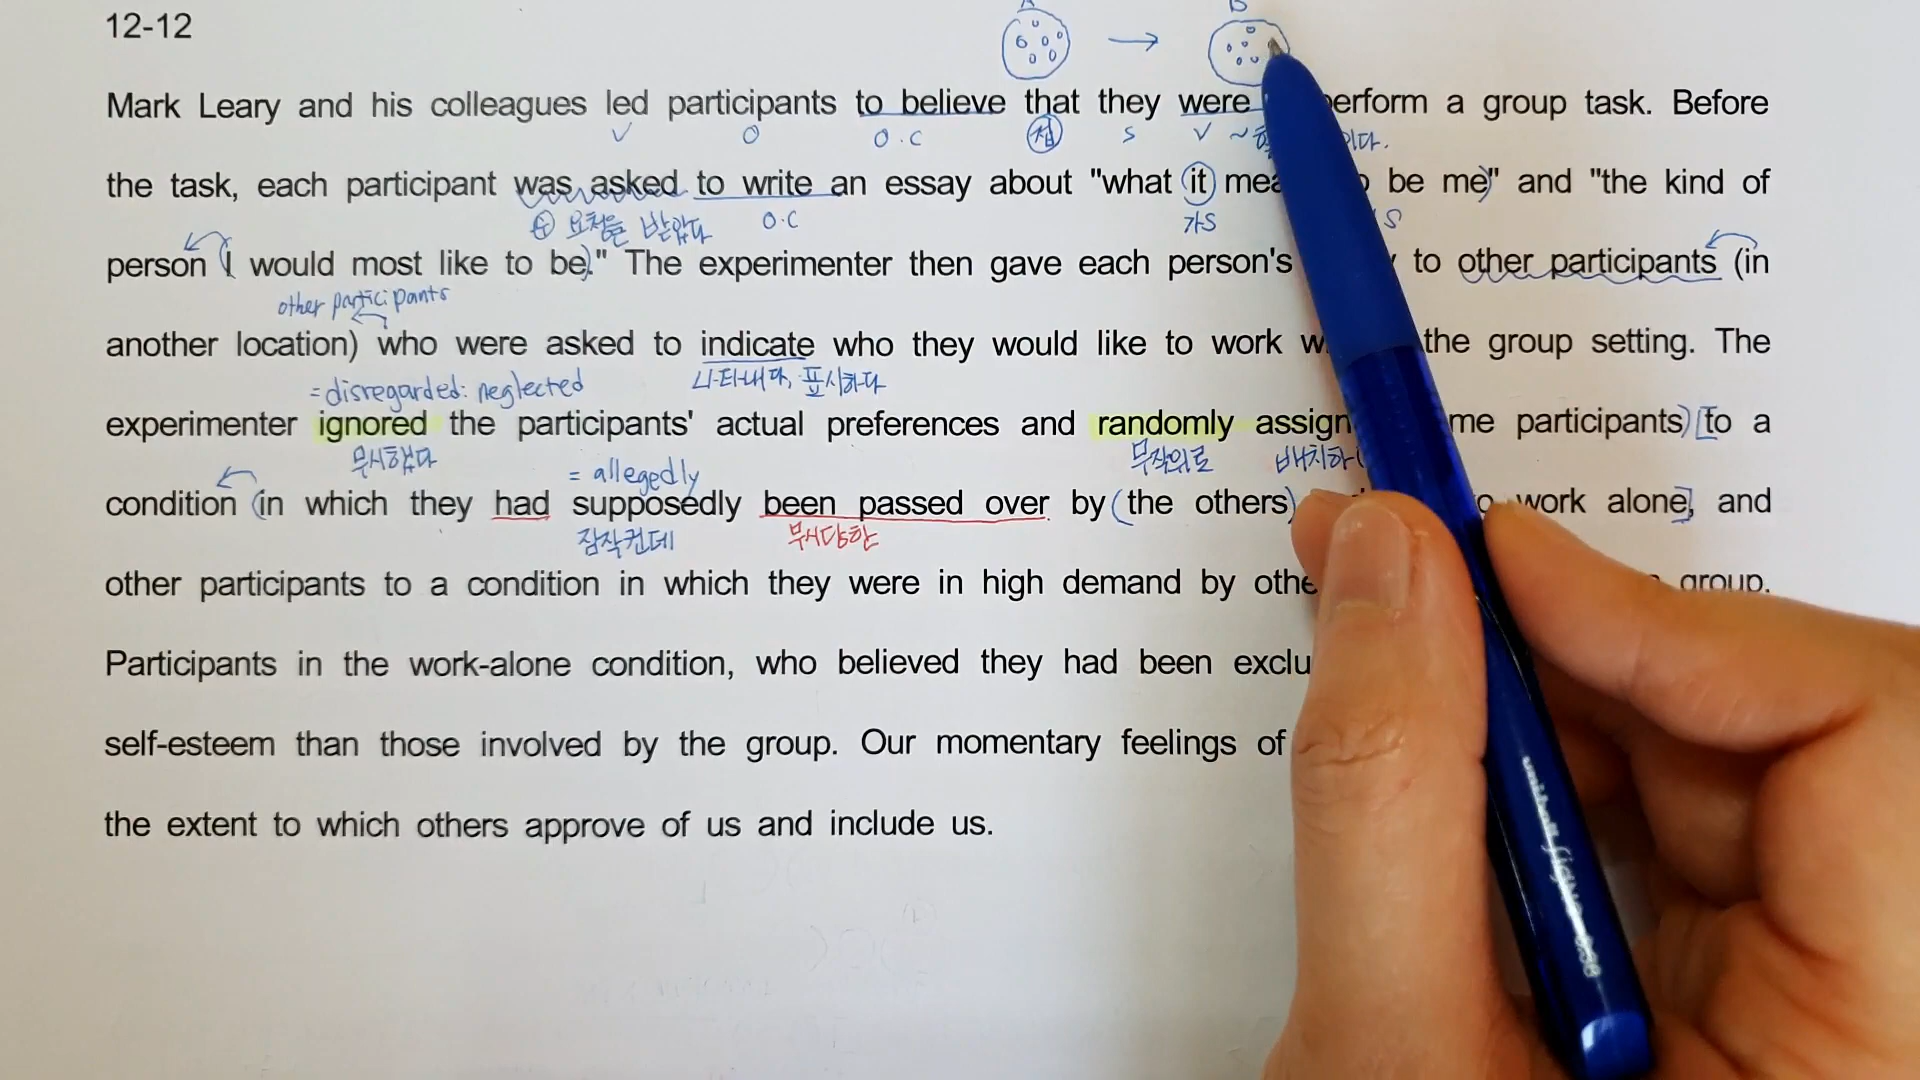 12-12
A B
Mark Leary and his colleagues led participants to believe that they were perform a group task. Before
V O O.C 접 S V ~ 이다.
the task, each participant was asked to write an essay about "what it to be me)" and "the kind of
요청을 받았다 O.C 가S S
person (I would most like to be)." The experimenter then gave each person's to other participants (in
other participants
another location) who were asked to indicate who they would like to work the group setting. The
= disregarded: neglected 나타내다, 표시하다
experimenter ignored the participants' actual preferences and randomly participants) [to a
무시했다 무작위로 배치하
= allegedly
condition (in which they had supposedly been passed over by (the others) work alone], and
짐작컨데 무시당한
other participants to a condition in which they were in high demand by group.
Participants in the work-alone condition, who believed they had been
self-esteem than those involved by the group. Our momentary feelings of
the extent to which others approve of us and include us.
uni-ball signo 0.38